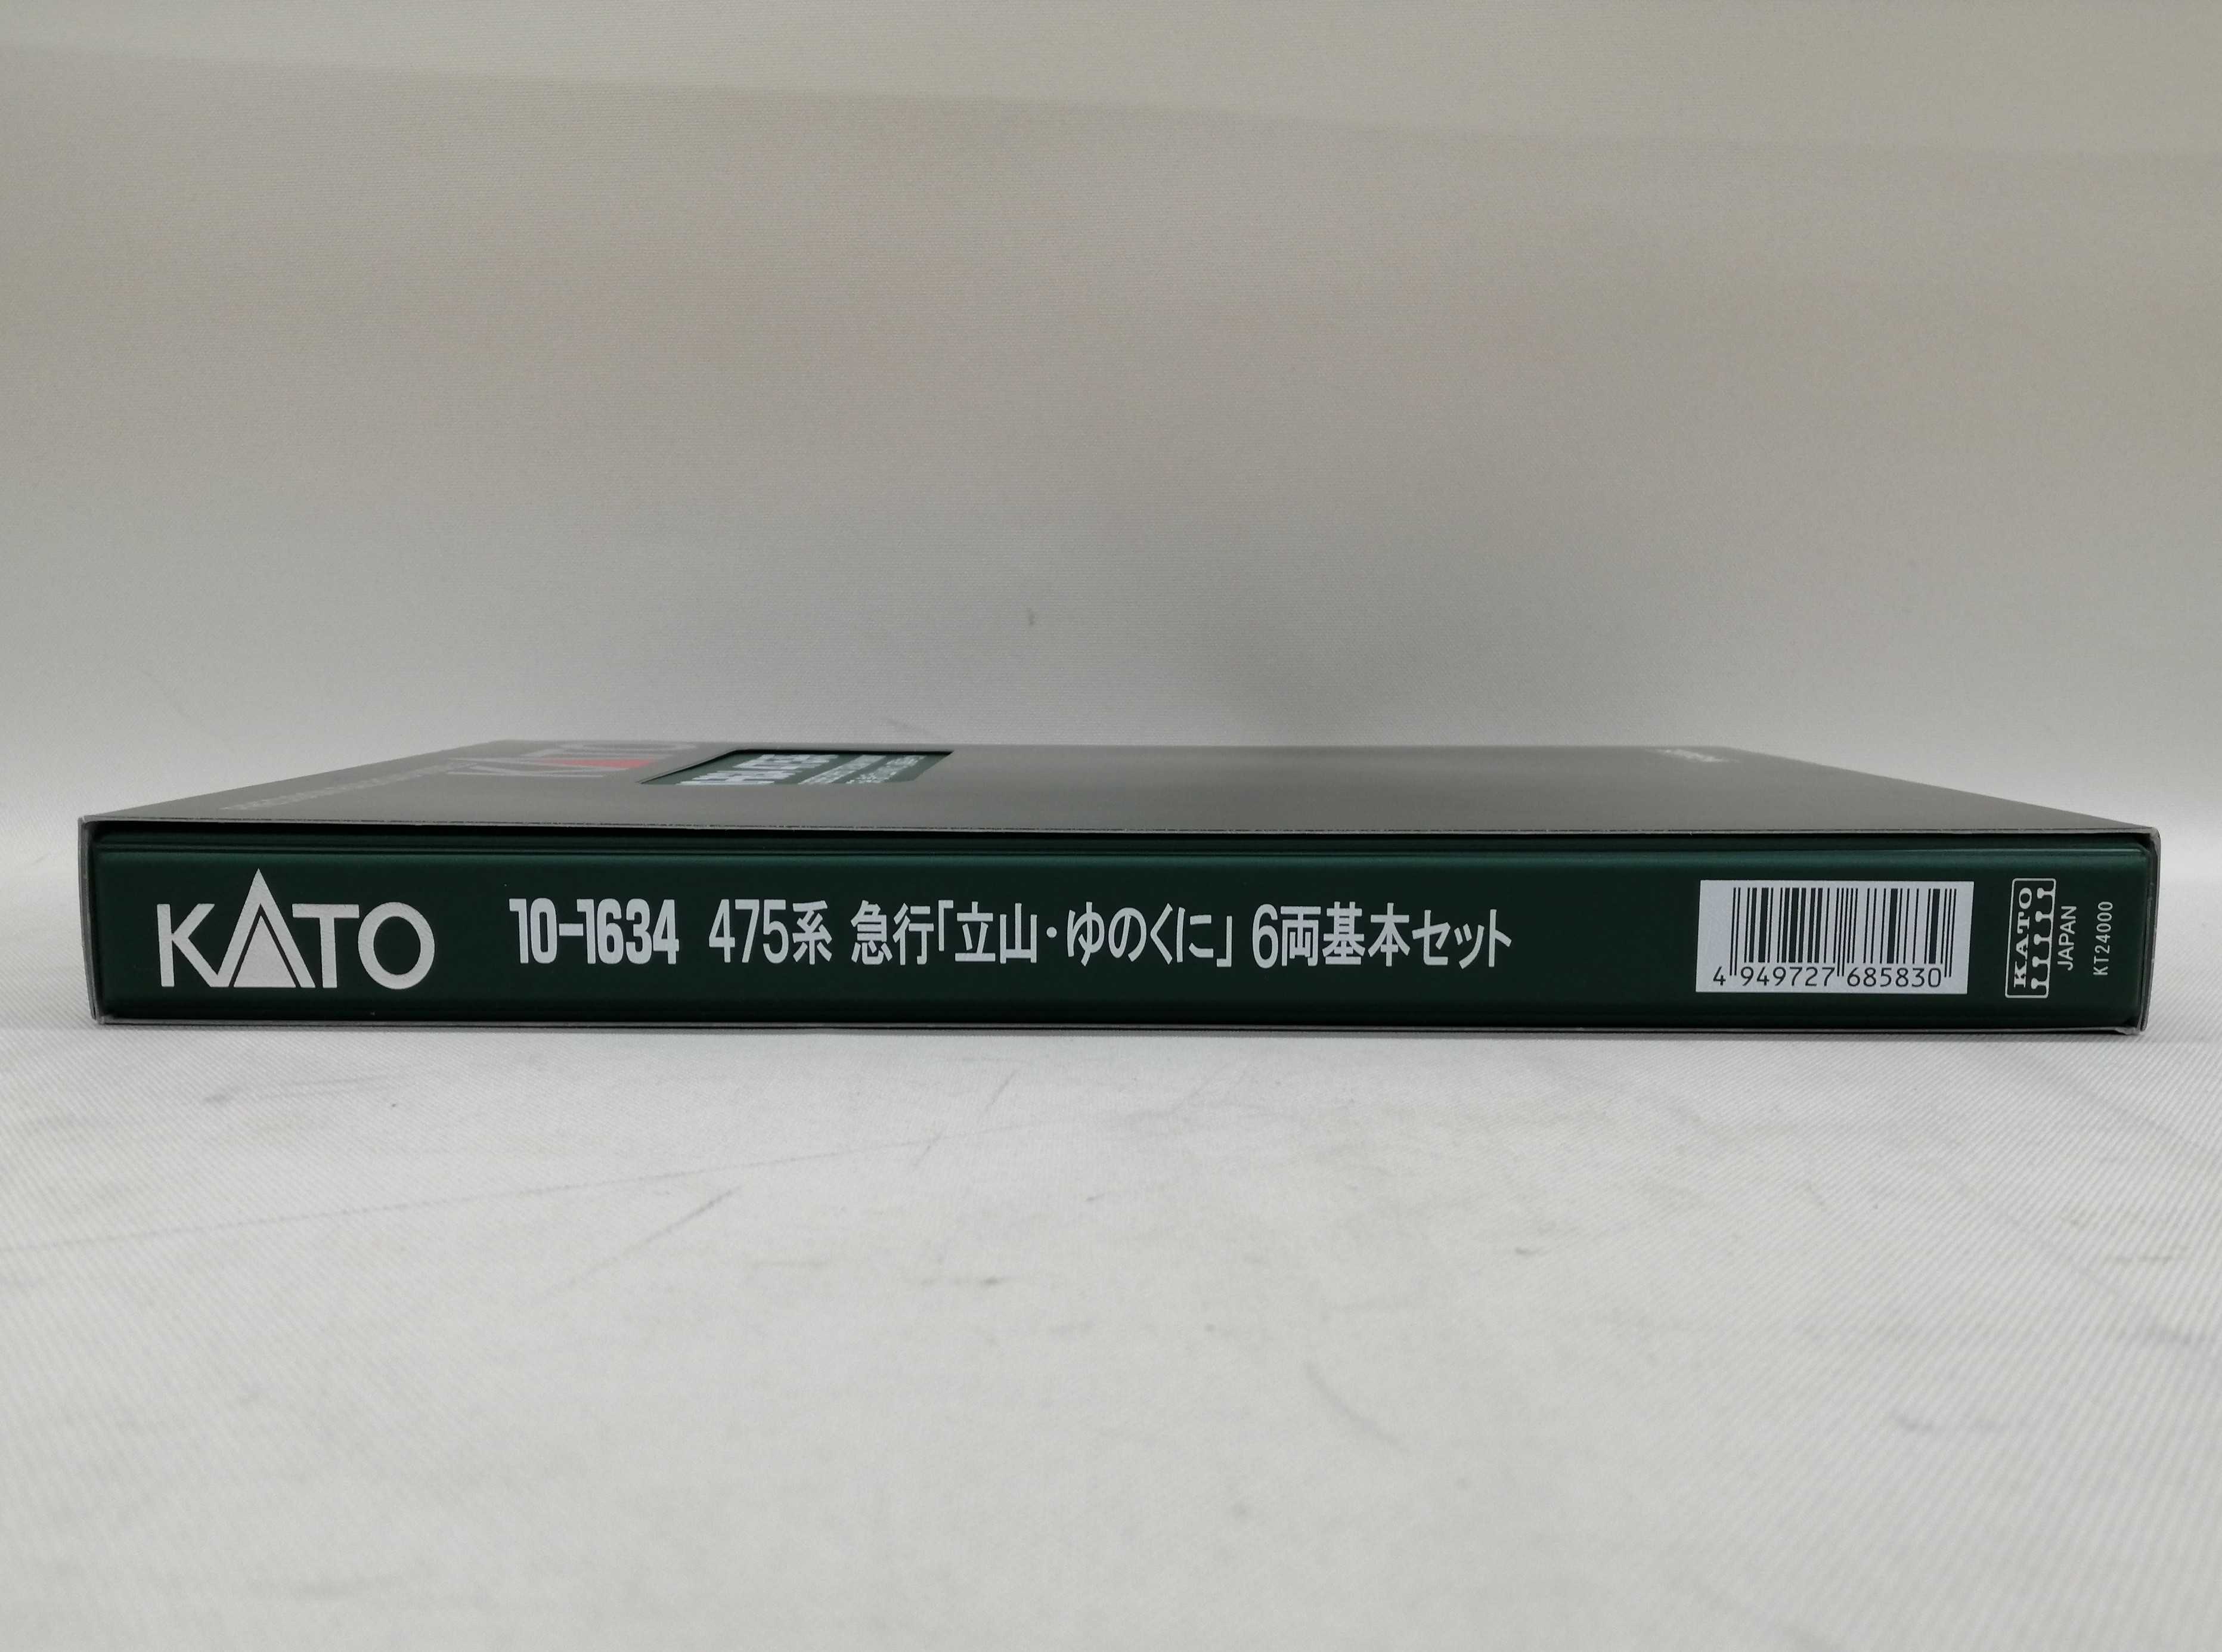 KATO
KATO 10-1634 475系 急行「立山・ゆのくに」 6両基本セット
4 949727 685830
KATO
JAPAN
KT24000